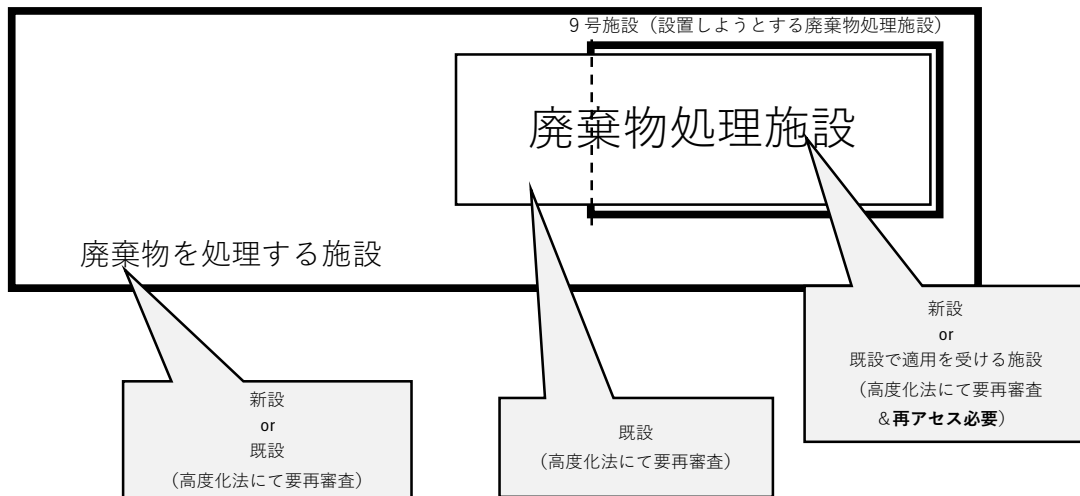 9号施設（設置しようとする廃棄物処理施設）
廃棄物処理施設
廃棄物を処理する施設
新設
or
既設
（高度化法にて要再審査）
既設
（高度化法にて要再審査）
新設
or
既設で適用を受ける施設
（高度化法にて要再審査
＆再アセス必要）